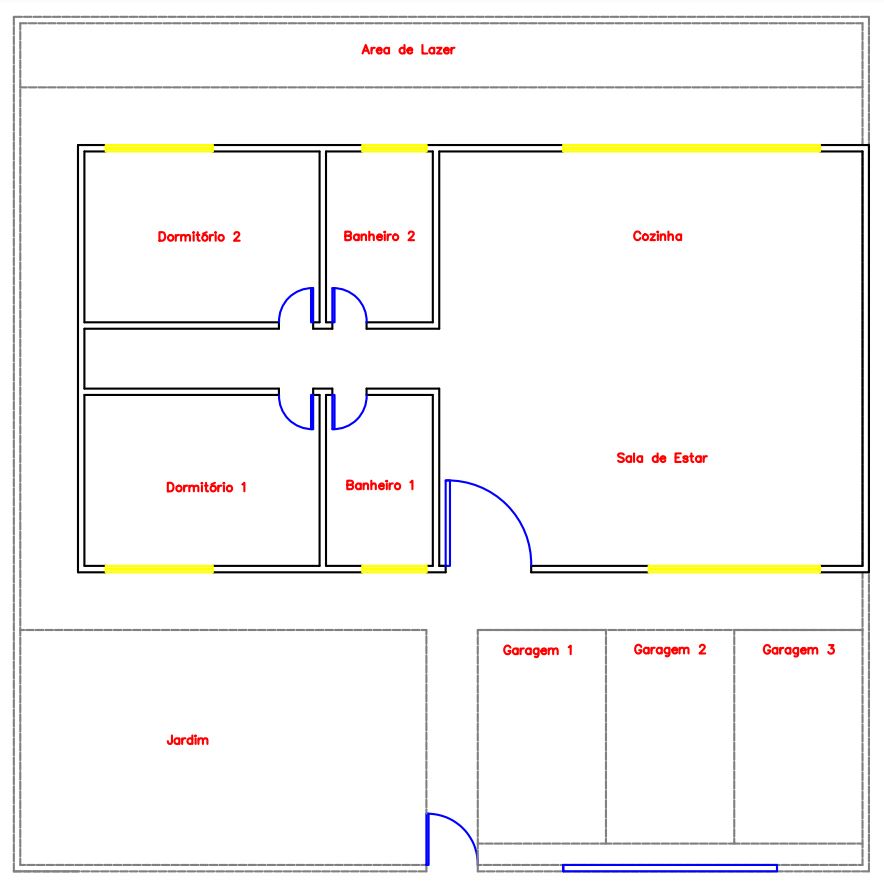 Area de Lazer
Dormitório 2
Banheiro 2
Cozinha
Sala de Estar
Dormitório 1
Banheiro 1
Garagem 1
Garagem 2
Garagem 3
Jardim